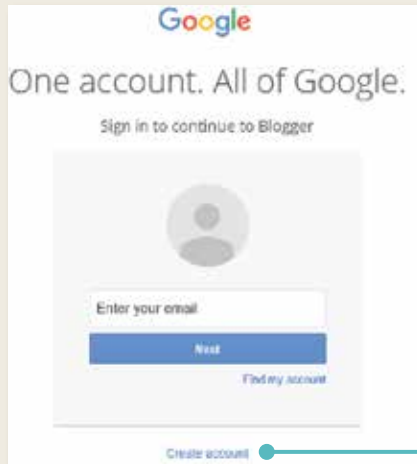 Google
One account. All of Google.
Sign in to continue to Blogger
Enter your email
Next
Find my account
Create account